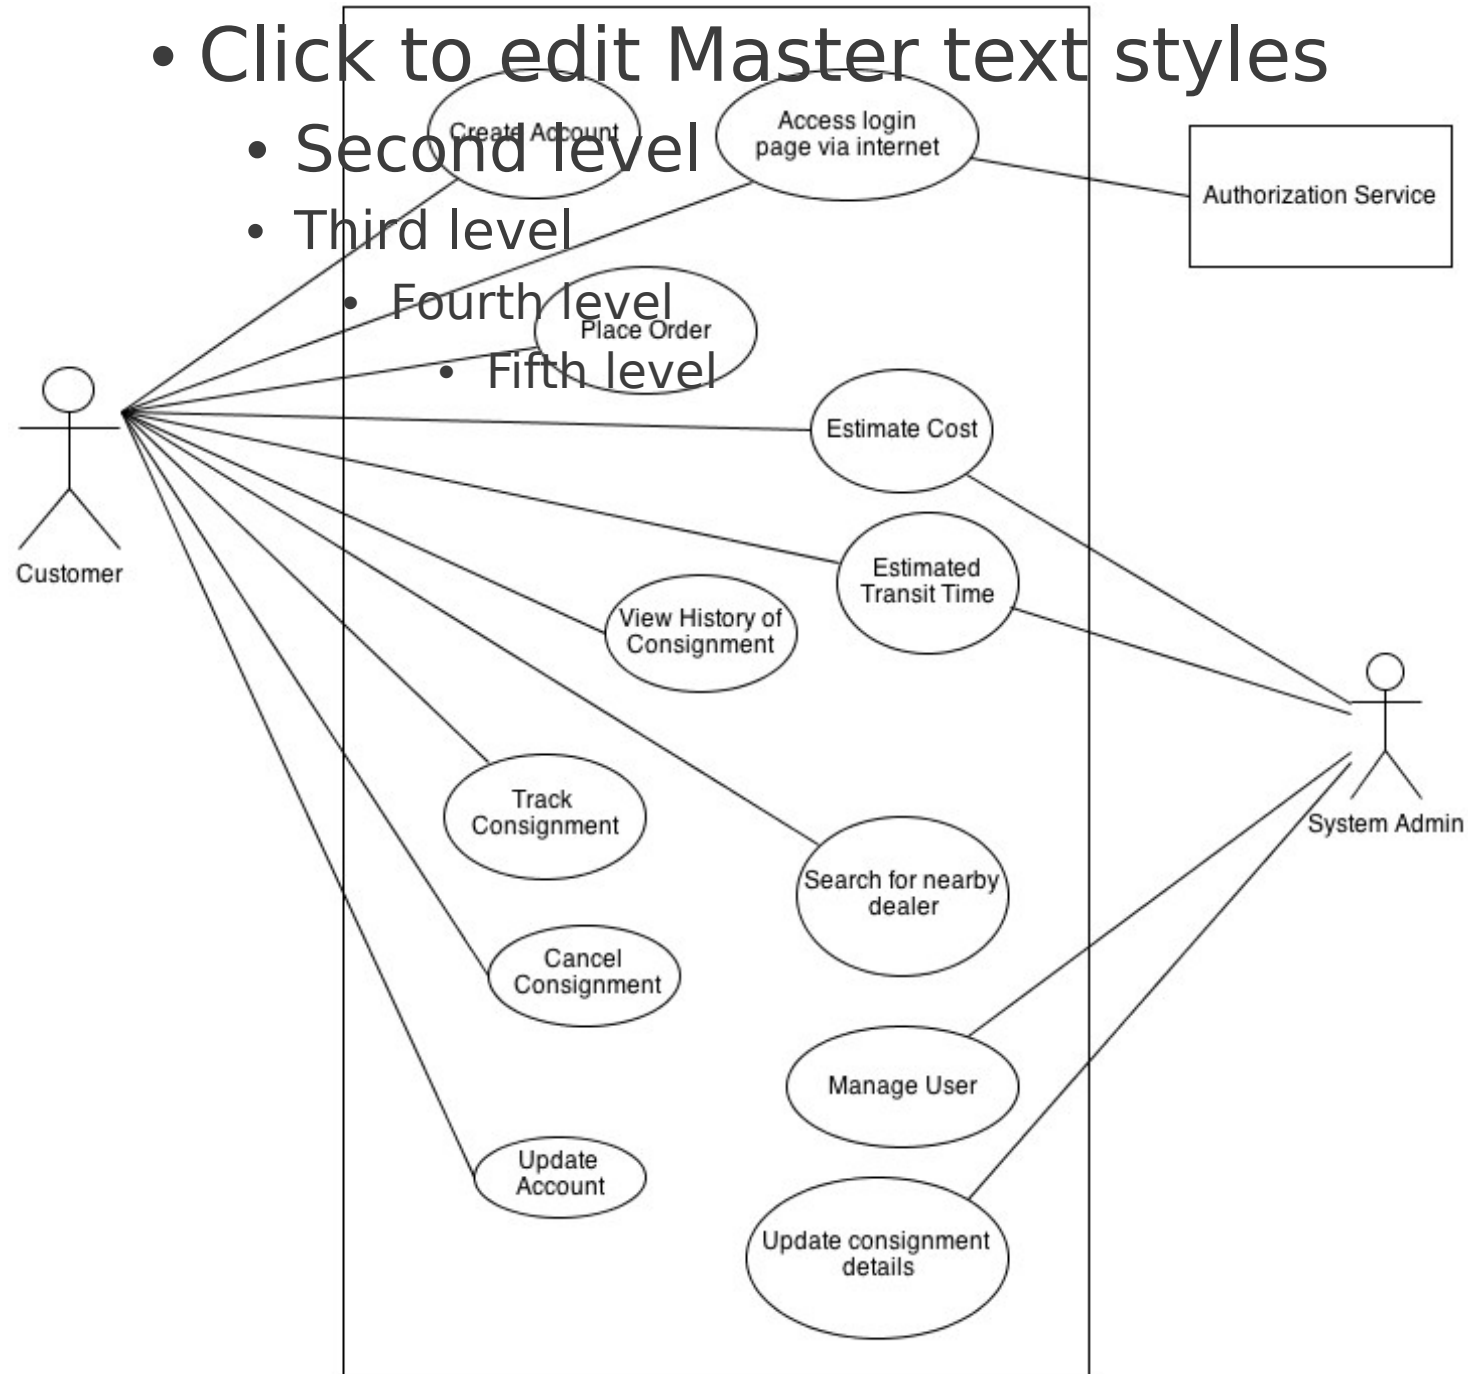 • Click to edit Master text styles
• Second level
• Third level
• Fourth level
• Fifth level
Create Account
Access login
page via internet
Authorization Service
Place Order
Estimate Cost
Customer
Estimated
Transit Time
View History of
Consignment
Track
Consignment
System Admin
Search for nearby
dealer
Cancel
Consignment
Manage User
Update
Account
Update consignment
details